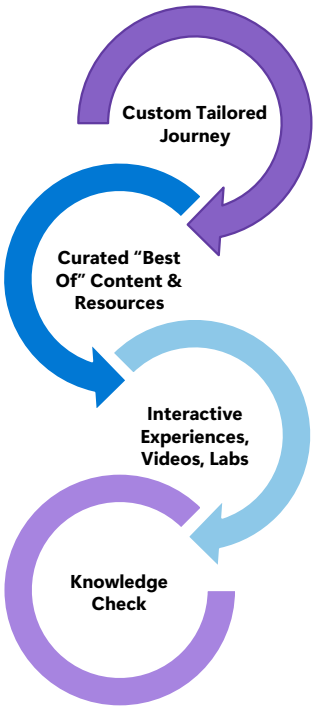 Custom Tailored
Journey
Curated “Best
Of” Content &
Resources
Interactive
Experiences,
Videos, Labs
Knowledge
Check